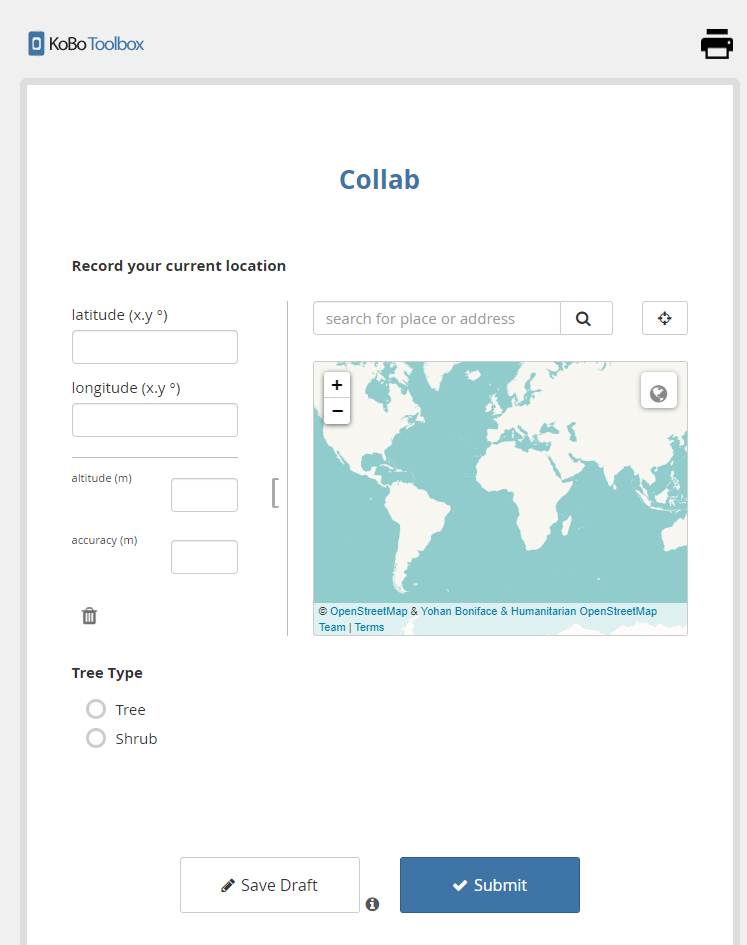 KoBoToolbox
Collab
Record your current location
latitude (x.y °)
longitude (x.y °)
altitude (m)
accuracy (m)
search for place or address
+
−
© OpenStreetMap & Yohan Boniface & Humanitarian OpenStreetMap
Team | Terms
Tree Type
Tree
Shrub
Save Draft
Submit